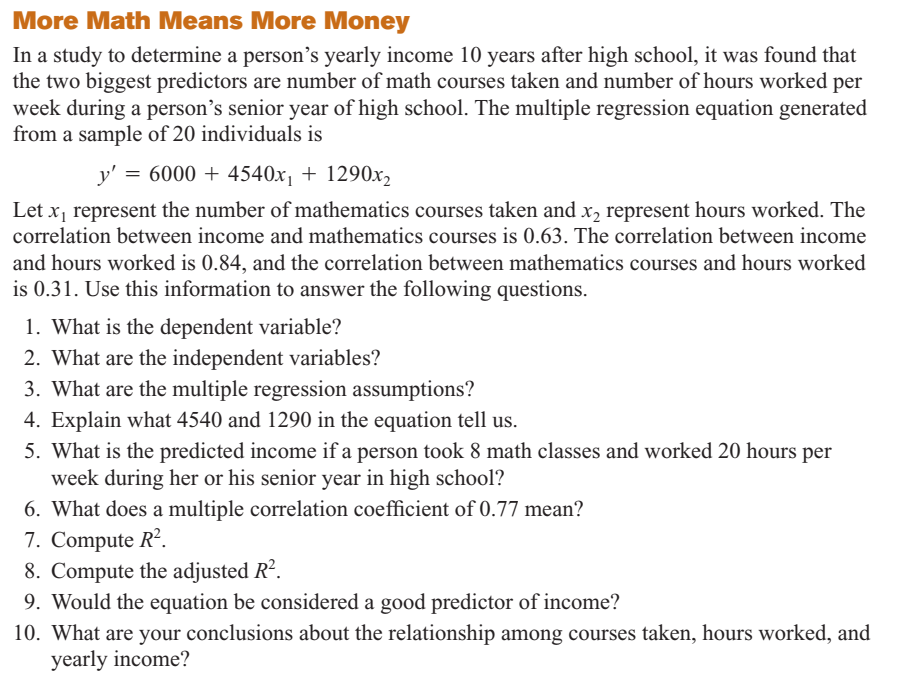 More Math Means More Money
In a study to determine a person's yearly income 10 years after high school, it was found that
the two biggest predictors are number of math courses taken and number of hours worked per
week during a person's senior year of high school. The multiple regression equation generated
from a sample of 20 individuals is
y′ = 6000 + 4540x₁ + 1290x₂
Let x₁ represent the number of mathematics courses taken and x₂ represent hours worked. The
correlation between income and mathematics courses is 0.63. The correlation between income
and hours worked is 0.84, and the correlation between mathematics courses and hours worked
is 0.31. Use this information to answer the following questions.
1. What is the dependent variable?
2. What are the independent variables?
3. What are the multiple regression assumptions?
4. Explain what 4540 and 1290 in the equation tell us.
5. What is the predicted income if a person took 8 math classes and worked 20 hours per
week during her or his senior year in high school?
6. What does a multiple correlation coefficient of 0.77 mean?
7. Compute R².
8. Compute the adjusted R².
9. Would the equation be considered a good predictor of income?
10. What are your conclusions about the relationship among courses taken, hours worked, and
yearly income?